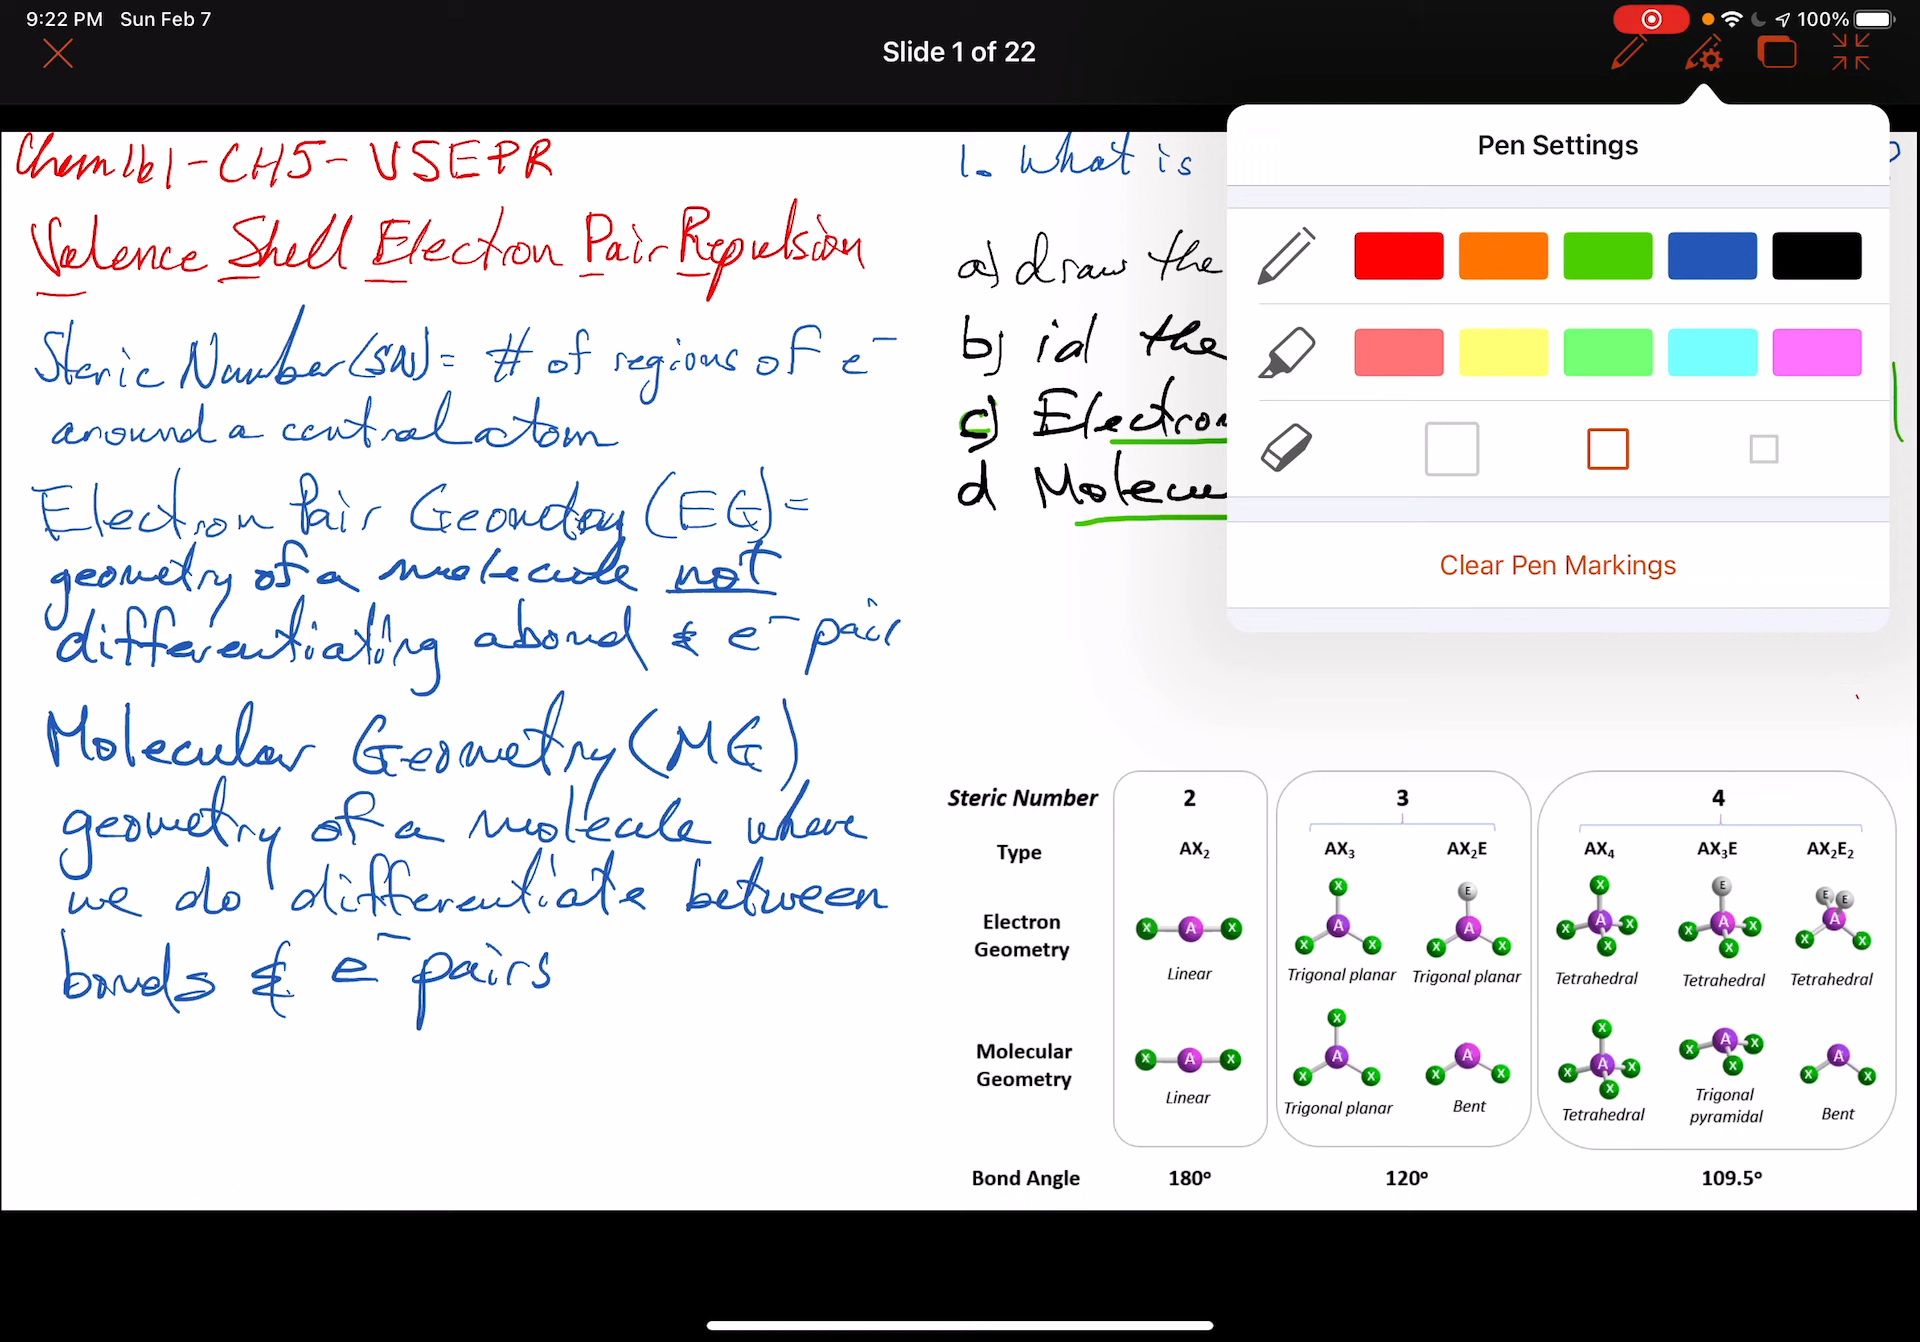 9:22 PM Sun Feb 7
100%
Slide 1 of 22
Chem161-CH5-VSEPR
Valence Shell Electron Pair Repulsion
Steric Number (SN) = # of regions of e⁻
around a central atom
Electron Pair Geometry (EG) =
geometry of a molecule not
differentiating a bond & e⁻ pair
Molecular Geometry (MG)
geometry of a molecule where
we do differentiate between
bonds & e⁻ pairs
1. What is
a) draw the
b) id the
c) Electron
d Molecu
Pen Settings
Clear Pen Markings
Steric Number 2 3 4
Type AX₂ AX₃ AX₂E AX₄ AX₃E AX₂E₂
Electron
Geometry
X A X
X A X X
E A X X
X A X X X
E A X X X
E E A X X
Linear Trigonal planar Trigonal planar Tetrahedral Tetrahedral Tetrahedral
Molecular
Geometry
X A X
X A X X
A X X
X A X X X
A X X X
A X X
Linear Trigonal planar Bent Tetrahedral Trigonal
pyramidal Bent
Bond Angle 180° 120° 109.5°